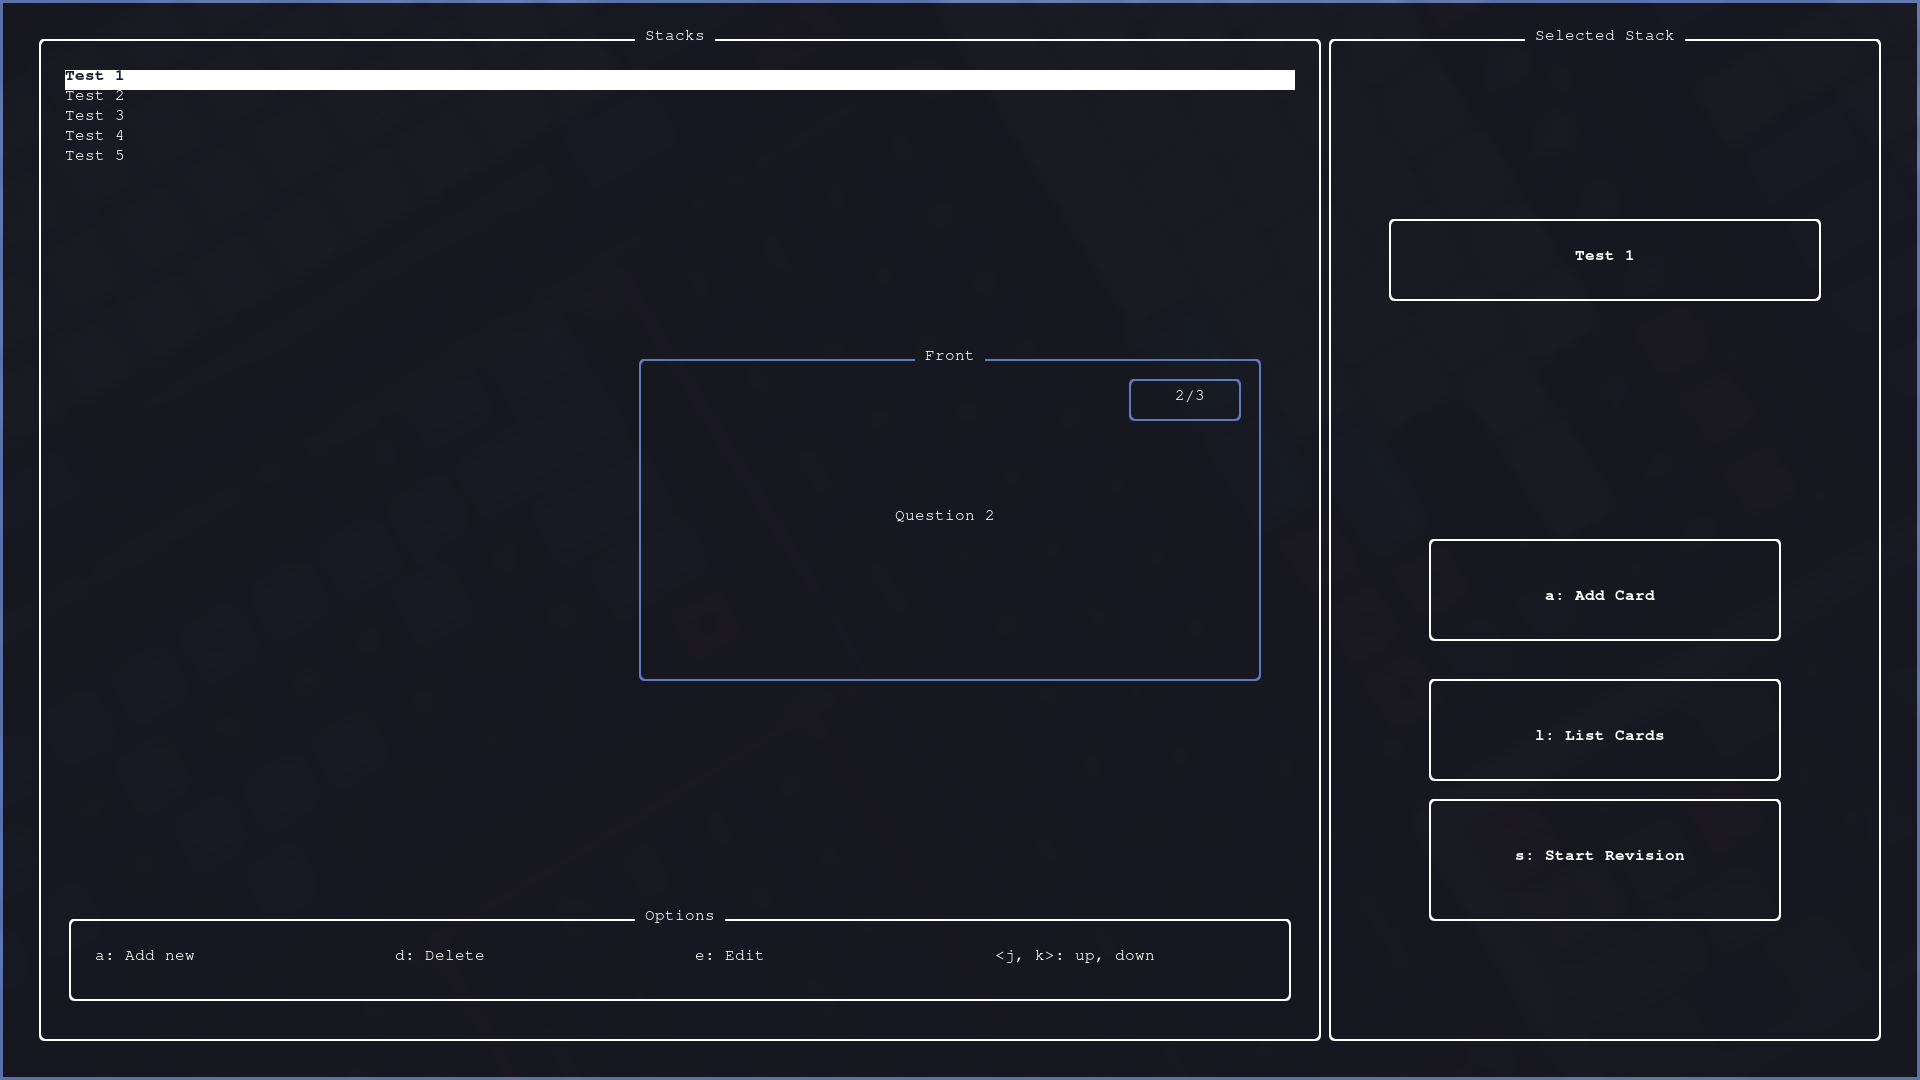 Stacks
Test 1
Test 2
Test 3
Test 4
Test 5
Front
2/3
Question 2
Options
a: Add new
d: Delete
e: Edit
<j, k>: up, down
Selected Stack
Test 1
a: Add Card
l: List Cards
s: Start Revision